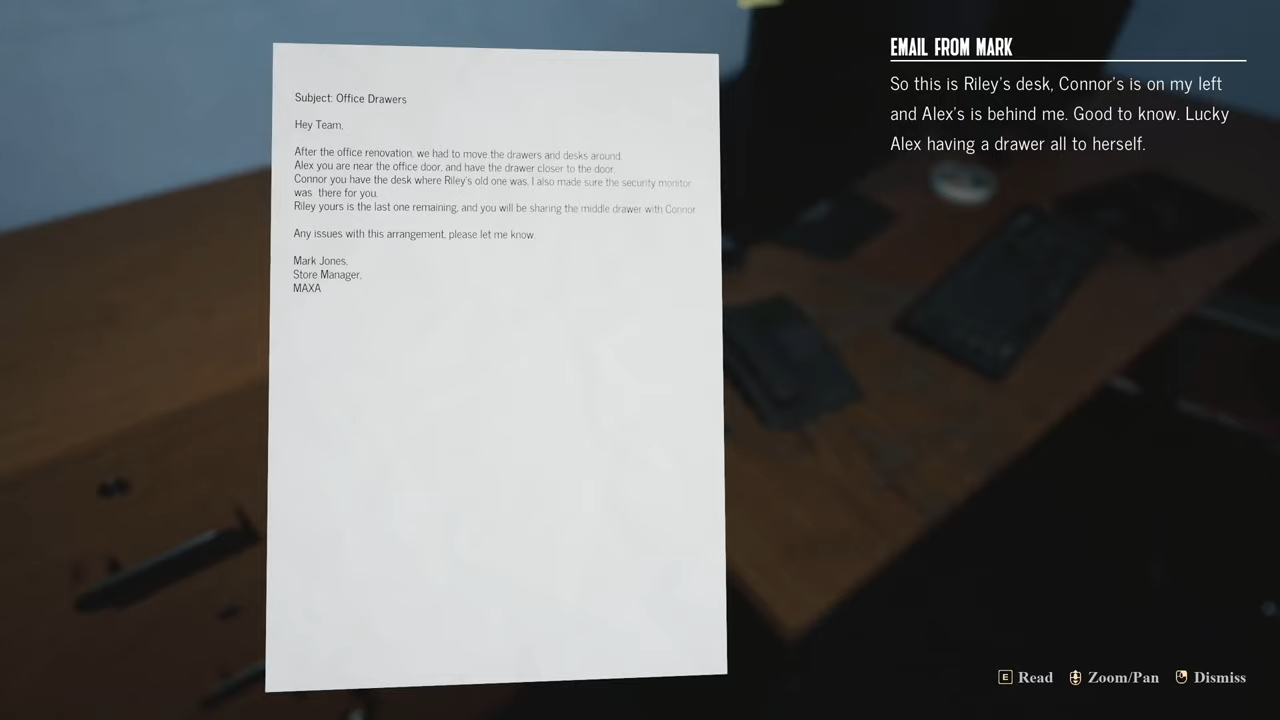 EMAIL FROM MARK
So this is Riley's desk, Connor's is on my left
and Alex's is behind me. Good to know. Lucky
Alex having a drawer all to herself.
Subject: Office Drawers
Hey Team,
After the office renovation, we had to move the drawers and desks around.
Alex you are near the office door, and have the drawer closer to the door.
Connor you have the desk where Riley's old one was, I also made sure the security monitor
was there for you.
Riley yours is the last one remaining, and you will be sharing the middle drawer with Connor
Any issues with this arrangement, please let me know.
Mark Jones,
Store Manager,
MAXA
E Read
Zoom/Pan
Dismiss